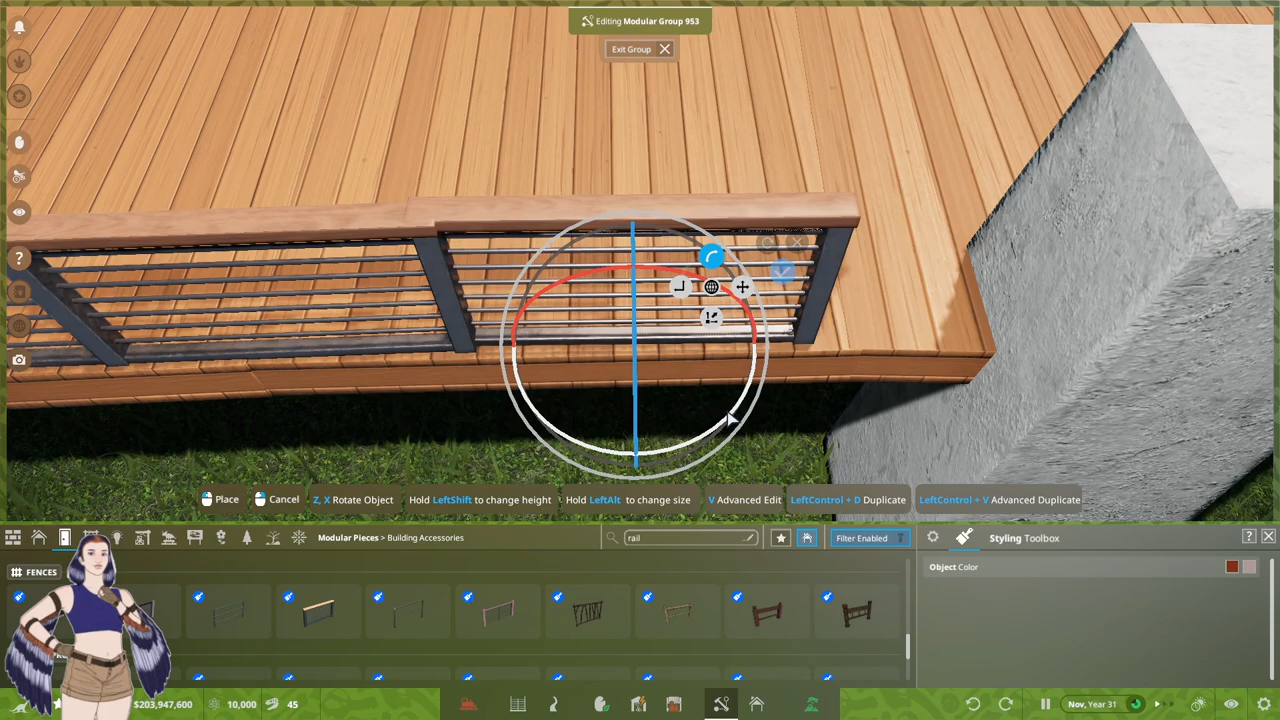 Editing Modular Group 953
Exit Group
Place
Cancel
Z, X Rotate Object
Hold LeftShift to change height
Hold LeftAlt to change size
V Advanced Edit
LeftControl + D Duplicate
LeftControl + V Advanced Duplicate
Modular Pieces > Building Accessories
rail
Filter Enabled
Styling Toolbox
?
FENCES
Object Color
$203,947,600
10,000
45
Nov, Year 31